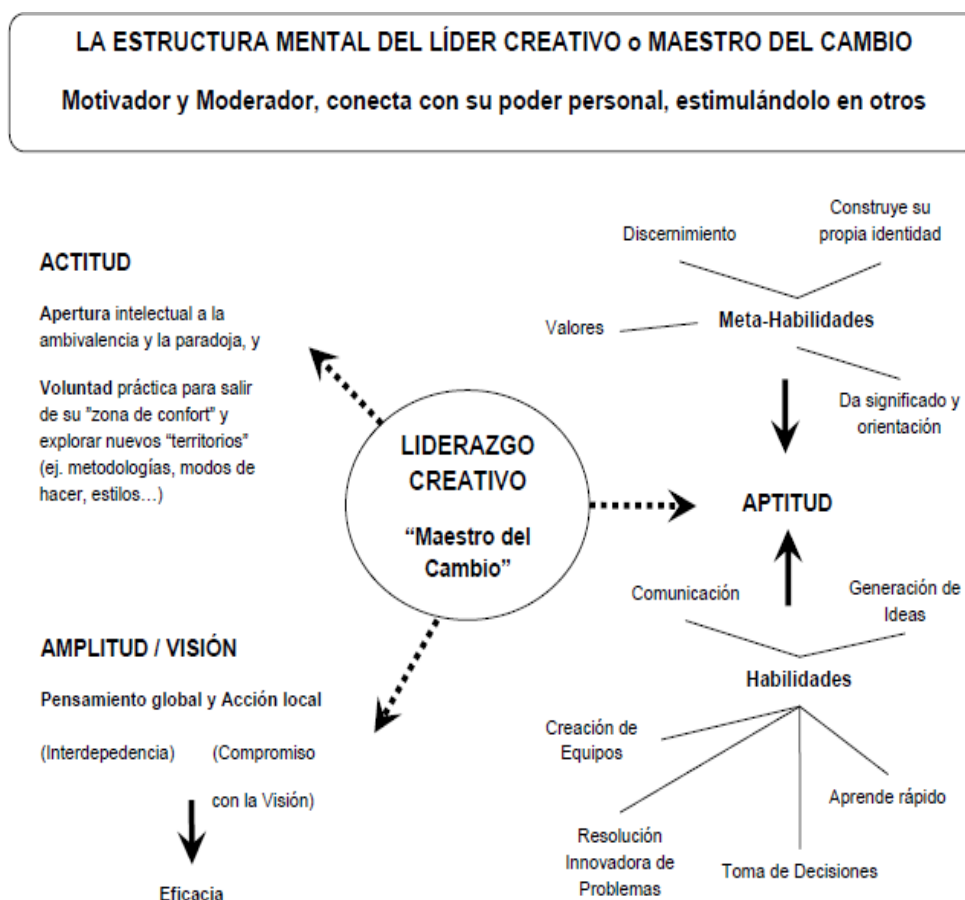 LA ESTRUCTURA MENTAL DEL LÍDER CREATIVO o MAESTRO DEL CAMBIO
Motivador y Moderador, conecta con su poder personal, estimulándolo en otros
ACTITUD
Apertura intelectual a la
ambivalencia y la paradoja, y
Voluntad práctica para salir
de su "zona de confort" y
explorar nuevos “territorios”
(ej. metodologías, modos de
hacer, estilos…)
LIDERAZGO
CREATIVO
“Maestro del
Cambio”
Discernimiento
Construye su
propia identidad
Valores
Meta-Habilidades
Da significado y
orientación
APTITUD
Comunicación
Generación de
Ideas
Habilidades
Creación de
Equipos
Aprende rápido
Resolución
Innovadora de
Problemas
Toma de Decisiones
AMPLITUD / VISIÓN
Pensamiento global y Acción local
(Interdepedencia)
(Compromiso
con la Visión)
Eficacia